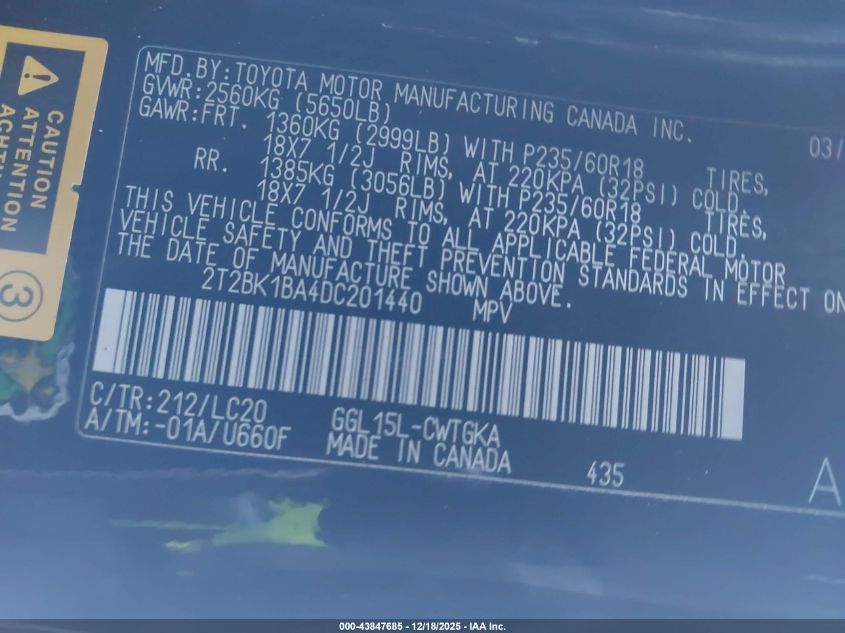 MFD.BY:TOYOTA MOTOR MANUFACTURING CANADA INC. 03/
GVWR:2560KG (5650LB)
GAWR:FRT. 1360KG (2999LB) WITH P235/60R18 TIRES,
18X7 1/2J RIMS, AT 220KPA (32PSI) COLD.
RR. 1385KG (3056LB) WITH P235/60R18 TIRES,
18X7 1/2J RIMS, AT 220KPA (32PSI) COLD.
THIS VEHICLE CONFORMS TO ALL APPLICABLE FEDERAL MOTOR
VEHICLE SAFETY AND THEFT PREVENTION STANDARDS IN EFFECT ON
THE DATE OF MANUFACTURE SHOWN ABOVE.
2T2BK1BA4DC201440 MPV
C/TR:212/LC20 GGL15L-CWTGKA
A/TM:-01A/U660F MADE IN CANADA 435 A
CAUTION
ATTENTION
3
000-43847685 - 12/18/2025 - IAA Inc.